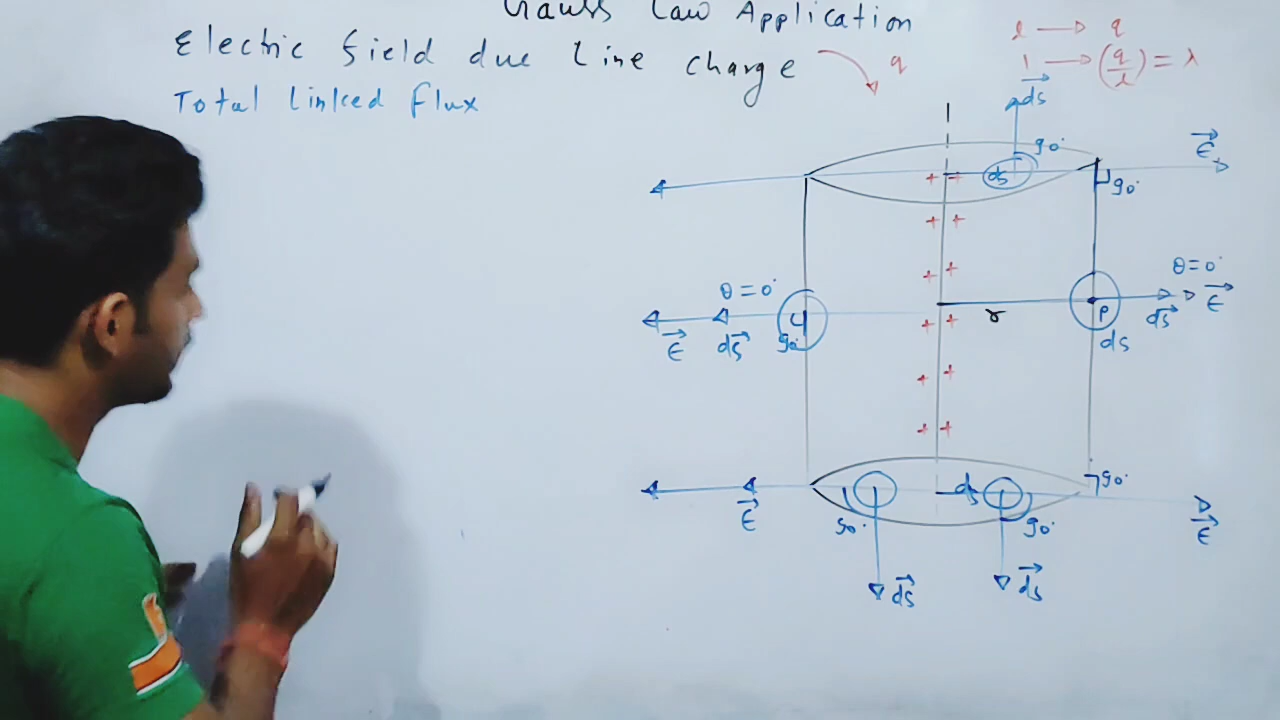 Gauss Law Application
Electric field due line charge
q
l → q
1 → (q/l) = λ
Total linked flux
ds
90°
ds
E
90°
θ = 0°
θ = 0°
E
ds
90°
r
P
ds
E
ds
E
90°
ds
90°
90°
E
ds
ds